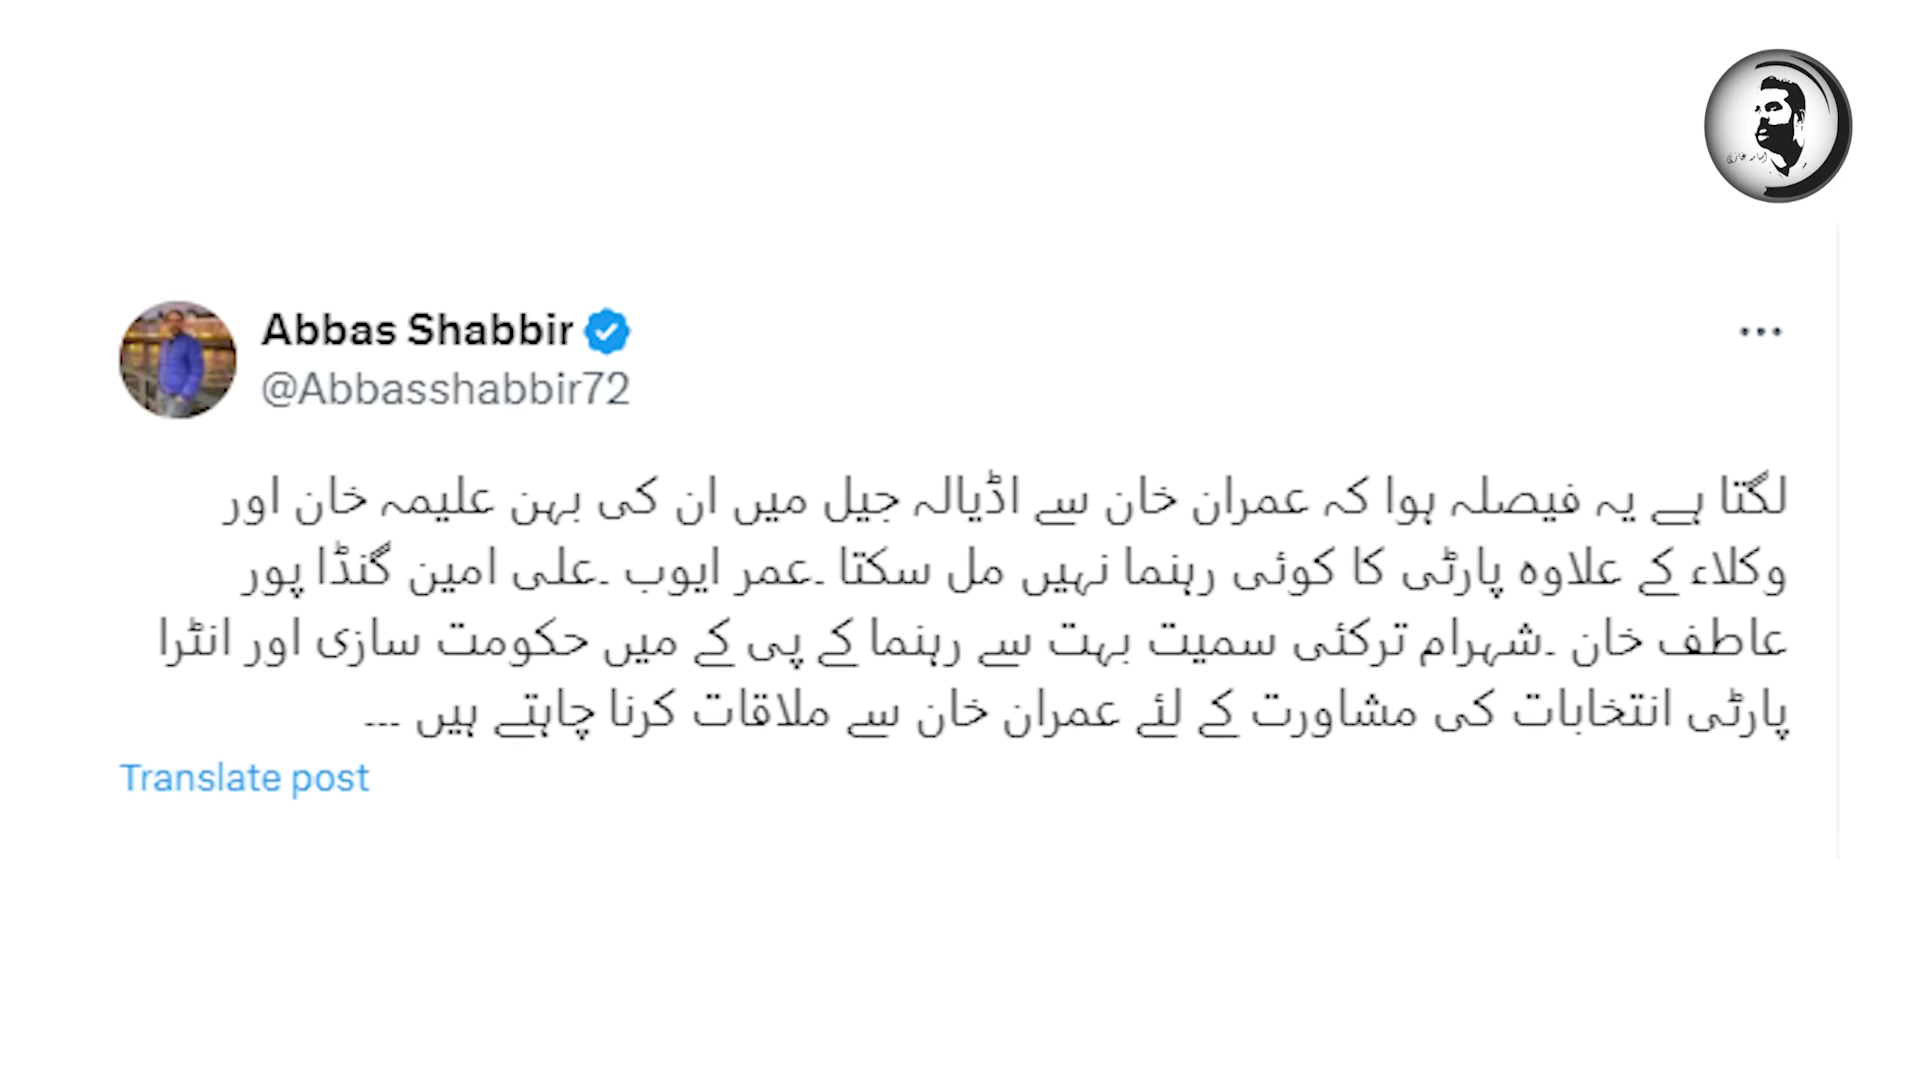 Abbas Shabbir
@Abbasshabbir72
لگتا ہے یہ فیصلہ ہوا کہ عمران خان سے اڈیالہ جیل میں ان کی بہن علیمہ خان اور
وکلاء کے علاوہ پارٹی کا کوئی رہنما نہیں مل سکتا ۔عمر ایوب ۔علی امین گنڈا پور
عاطف خان ۔شہرام ترکئی سمیت بہت سے رہنما کے پی کے میں حکومت سازی اور انٹرا
پارٹی انتخابات کی مشاورت کے لئے عمران خان سے ملاقات کرنا چاہتے ہیں ...
Translate post